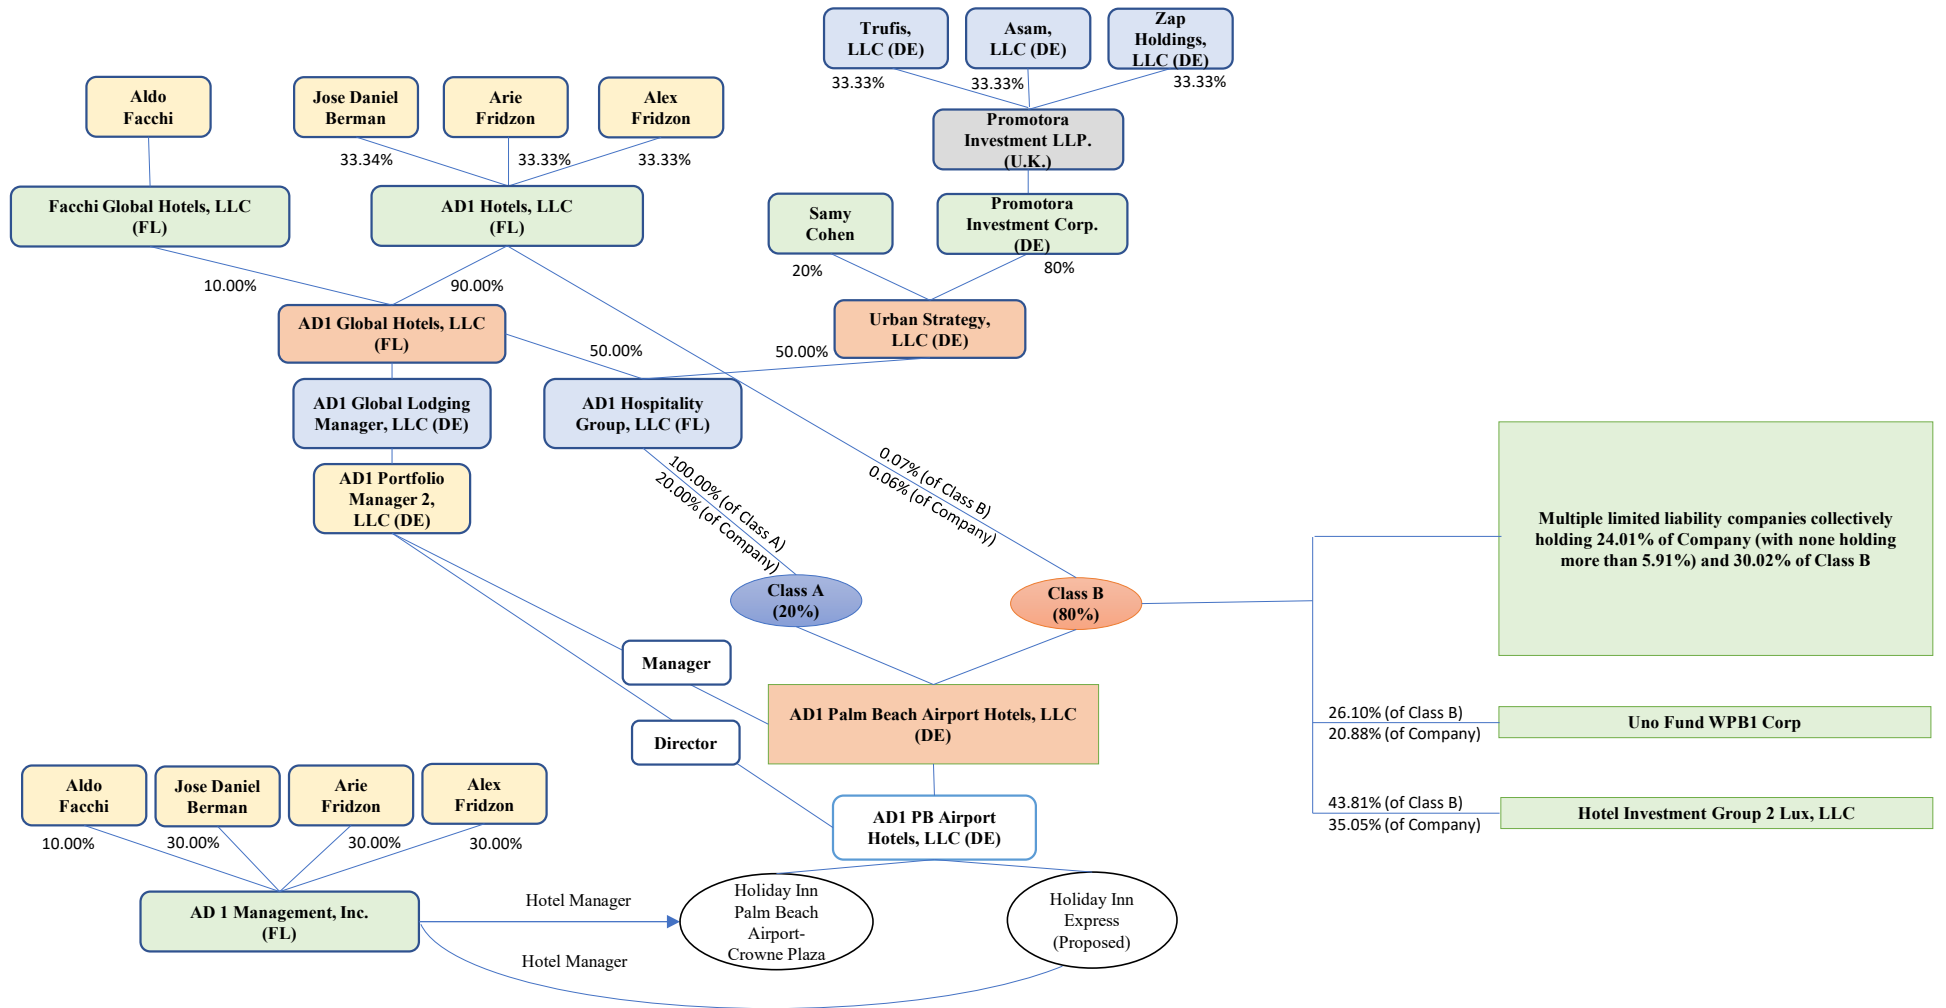 Trufis,
LLC (DE)
Asam,
LLC (DE)
Zap
Holdings,
LLC (DE)
33.33%
33.33%
33.33%
Aldo
Facchi
Jose Daniel
Berman
Arie
Fridzon
Alex
Fridzon
33.34%
33.33%
33.33%
Promotora
Investment LLP.
(U.K.)
Facchi Global Hotels, LLC
(FL)
AD1 Hotels, LLC
(FL)
Samy
Cohen
Promotora
Investment Corp.
(DE)
10.00%
90.00%
20%
80%
AD1 Global Hotels, LLC
(FL)
Urban Strategy,
LLC (DE)
50.00%
50.00%
AD1 Global Lodging
Manager, LLC (DE)
AD1 Hospitality
Group, LLC (FL)
AD1 Portfolio
Manager 2,
LLC (DE)
100.00% (of Class A)
20.00% (of Company)
0.07% (of Class B)
0.06% (of Company)
Multiple limited liability companies collectively
holding 24.01% of Company (with none holding
more than 5.91%) and 30.02% of Class B
Class A
(20%)
Class B
(80%)
Manager
AD1 Palm Beach Airport Hotels, LLC
(DE)
Director
26.10% (of Class B)
20.88% (of Company)
Uno Fund WPB1 Corp
43.81% (of Class B)
35.05% (of Company)
Hotel Investment Group 2 Lux, LLC
Aldo
Facchi
Jose Daniel
Berman
Arie
Fridzon
Alex
Fridzon
10.00%
30.00%
30.00%
30.00%
AD1 PB Airport
Hotels, LLC (DE)
AD 1 Management, Inc.
(FL)
Hotel Manager
Hotel Manager
Holiday Inn
Palm Beach
Airport-
Crowne Plaza
Holiday Inn
Express
(Proposed)